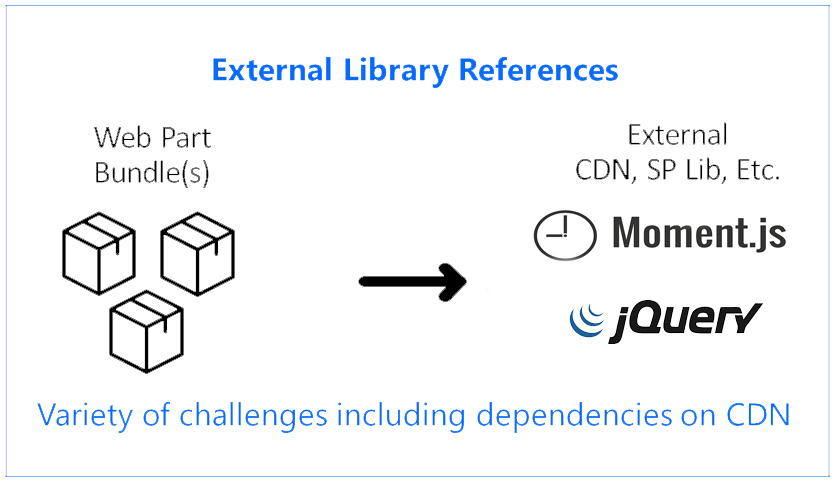 External Library References
Web Part
Bundle(s)
External
CDN, SP Lib, Etc.
Moment.js
jQuery
Variety of challenges including dependencies on CDN